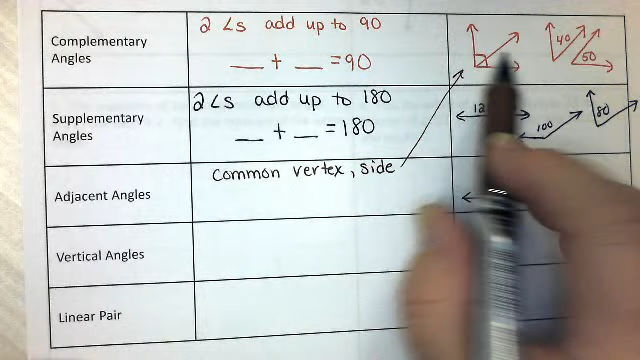 Complementary
Angles
2 ∠s add up to 90
__ + __ = 90
40
50
Supplementary
Angles
2 ∠s add up to 180
__ + __ = 180
100
80
Adjacent Angles
common vertex, side
Vertical Angles
Linear Pair